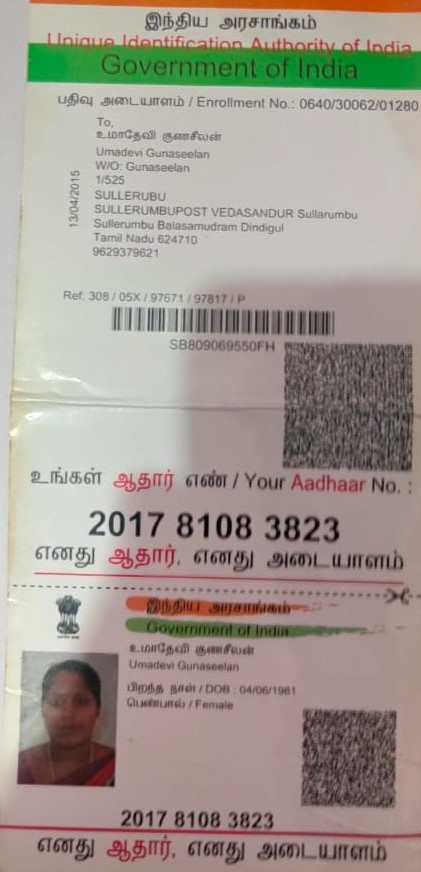 இந்திய அரசாங்கம்
Unique Identification Authority of India
Government of India
பதிவு அடையாளம் / Enrollment No.: 0640/30062/01280
13/04/2015
To,
உமாதேவி குணசீலன்
Umadevi Gunaseelan
W/O: Gunaseelan
1/525
SULLERUBU
SULLERUMBUPOST VEDASANDUR Sullarumbu
Sullerumbu Balasamudram Dindigul
Tamil Nadu 624710
9629379621
Ref: 308 / 05X / 97671 / 97817 / P
SB809069550FH
உங்கள் ஆதார் எண் / Your Aadhaar No. :
2017 8108 3823
எனது ஆதார், எனது அடையாளம்
இந்திய அரசாங்கம்
Government of India
உமாதேவி குணசீலன்
Umadevi Gunaseelan
பிறந்த நாள் / DOB : 04/06/1981
பெண்பால் / Female
2017 8108 3823
எனது ஆதார், எனது அடையாளம்